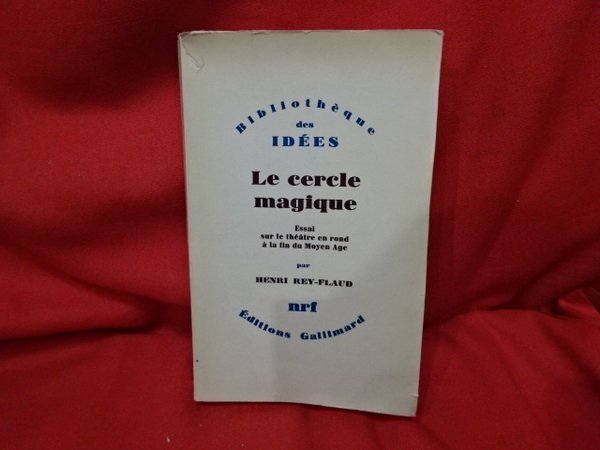 Bibliothèque
des
IDÉES
Le cercle
magique
Essai
sur le théâtre en rond
à la fin du Moyen Age
par
HENRI REY-FLAUD
nrf
Éditions Gallimard